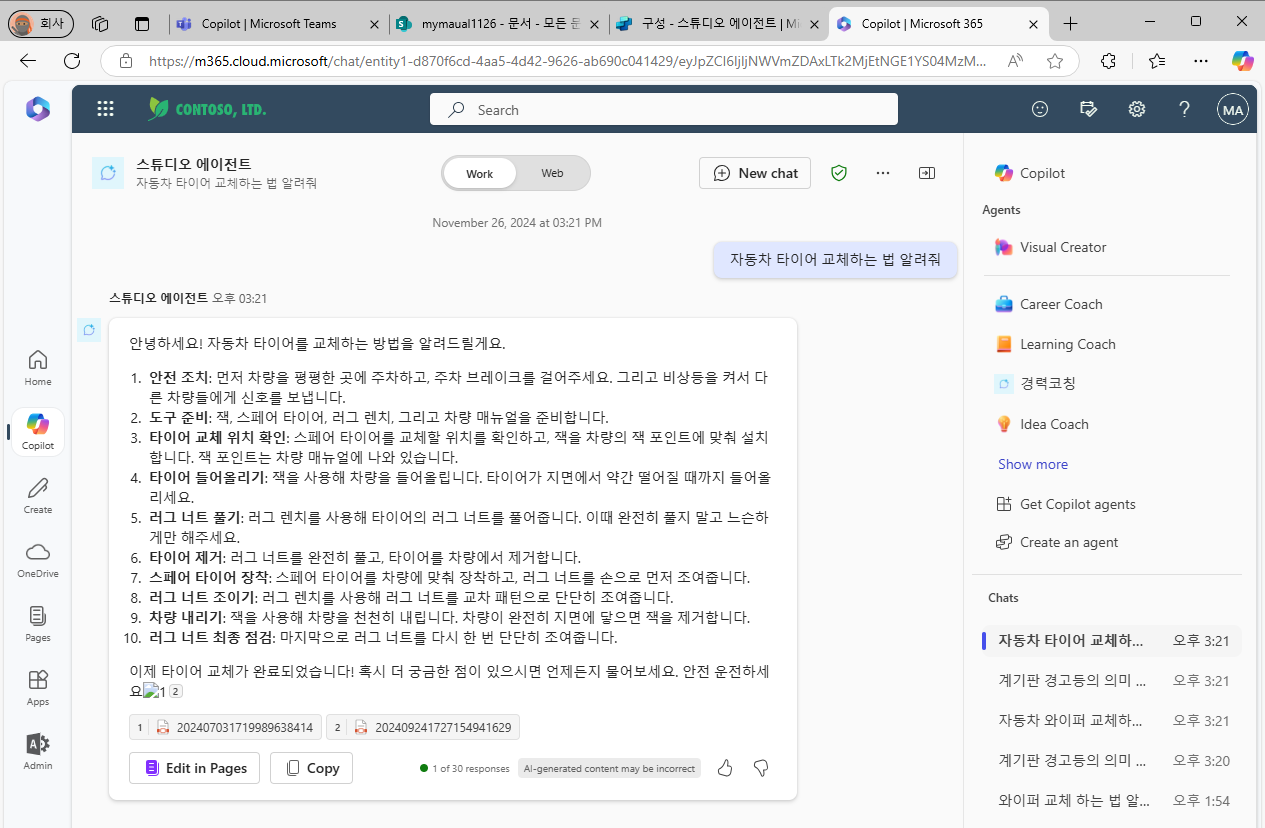 회사
Copilot | Microsoft Teams
mymaual1126 - 문서 - 모든 문
구성 - 스튜디오 에이전트 | Mi
Copilot | Microsoft 365
https://m365.cloud.microsoft/chat/entity1-d870f6cd-4aa5-4d42-9626-ab690c041429/eyJpZCI6IjljNWVmZDAxLTk2MjEtNGE1YS04MzM...
CONTOSO, LTD.
Search
MA
스튜디오 에이전트
자동차 타이어 교체하는 법 알려줘
Work
Web
New chat
November 26, 2024 at 03:21 PM
자동차 타이어 교체하는 법 알려줘
스튜디오 에이전트 오후 03:21
안녕하세요! 자동차 타이어를 교체하는 방법을 알려드릴게요.
1. 안전 조치: 먼저 차량을 평평한 곳에 주차하고, 주차 브레이크를 걸어주세요. 그리고 비상등을 켜서 다
른 차량들에게 신호를 보냅니다.
2. 도구 준비: 잭, 스페어 타이어, 러그 렌치, 그리고 차량 매뉴얼을 준비합니다.
3. 타이어 교체 위치 확인: 스페어 타이어를 교체할 위치를 확인하고, 잭을 차량의 잭 포인트에 맞춰 설치
합니다. 잭 포인트는 차량 매뉴얼에 나와 있습니다.
4. 타이어 들어올리기: 잭을 사용해 차량을 들어올립니다. 타이어가 지면에서 약간 떨어질 때까지 들어올
리세요.
5. 러그 너트 풀기: 러그 렌치를 사용해 타이어의 러그 너트를 풀어줍니다. 이때 완전히 풀지 말고 느슨하
게만 해주세요.
6. 타이어 제거: 러그 너트를 완전히 풀고, 타이어를 차량에서 제거합니다.
7. 스페어 타이어 장착: 스페어 타이어를 차량에 맞춰 장착하고, 러그 너트를 손으로 먼저 조여줍니다.
8. 러그 너트 조이기: 러그 렌치를 사용해 러그 너트를 교차 패턴으로 단단히 조여줍니다.
9. 차량 내리기: 잭을 사용해 차량을 천천히 내립니다. 차량이 완전히 지면에 닿으면 잭을 제거합니다.
10. 러그 너트 최종 점검: 마지막으로 러그 너트를 다시 한 번 단단히 조여줍니다.
이제 타이어 교체가 완료되었습니다! 혹시 더 궁금한 점이 있으시면 언제든지 물어보세요. 안전 운전하세
요1 2
1 202407031719989638414
2 202409241727154941629
Edit in Pages
Copy
1 of 30 responses
AI-generated content may be incorrect
Home
Copilot
Create
OneDrive
Pages
Apps
Admin
Copilot
Agents
Visual Creator
Career Coach
Learning Coach
경력코칭
Idea Coach
Show more
Get Copilot agents
Create an agent
Chats
자동차 타이어 교체하... 오후 3:21
계기판 경고등의 의미 ... 오후 3:21
자동차 와이퍼 교체하... 오후 3:21
계기판 경고등의 의미 ... 오후 3:20
와이퍼 교체 하는 법 알... 오후 1:54